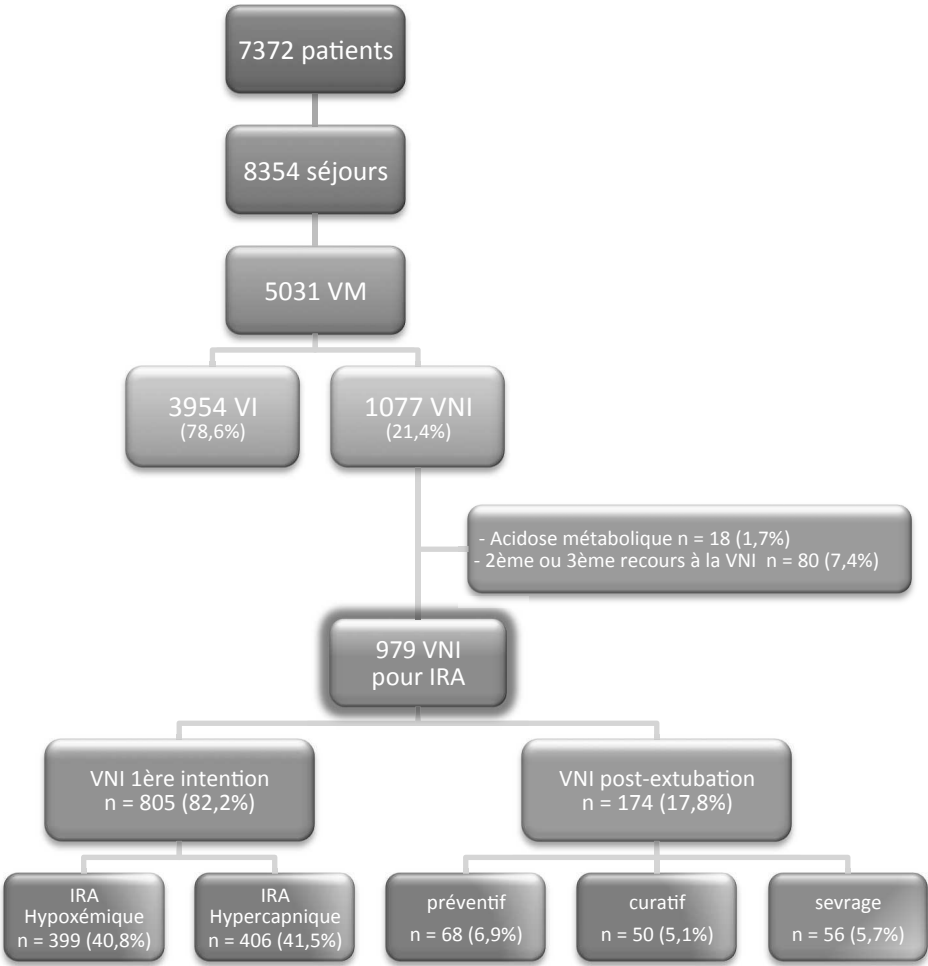 7372 patients
8354 séjours
5031 VM
3954 VI
(78,6%)
1077 VNI
(21,4%)
- Acidose métabolique n = 18 (1,7%)
- 2ème ou 3ème recours à la VNI  n = 80 (7,4%)
979 VNI
pour IRA
VNI 1ère intention
n = 805 (82,2%)
VNI post-extubation
n = 174 (17,8%)
IRA
Hypoxémique
n = 399 (40,8%)
IRA
Hypercapnique
n = 406 (41,5%)
préventif
n = 68 (6,9%)
curatif
n = 50 (5,1%)
sevrage
n = 56 (5,7%)